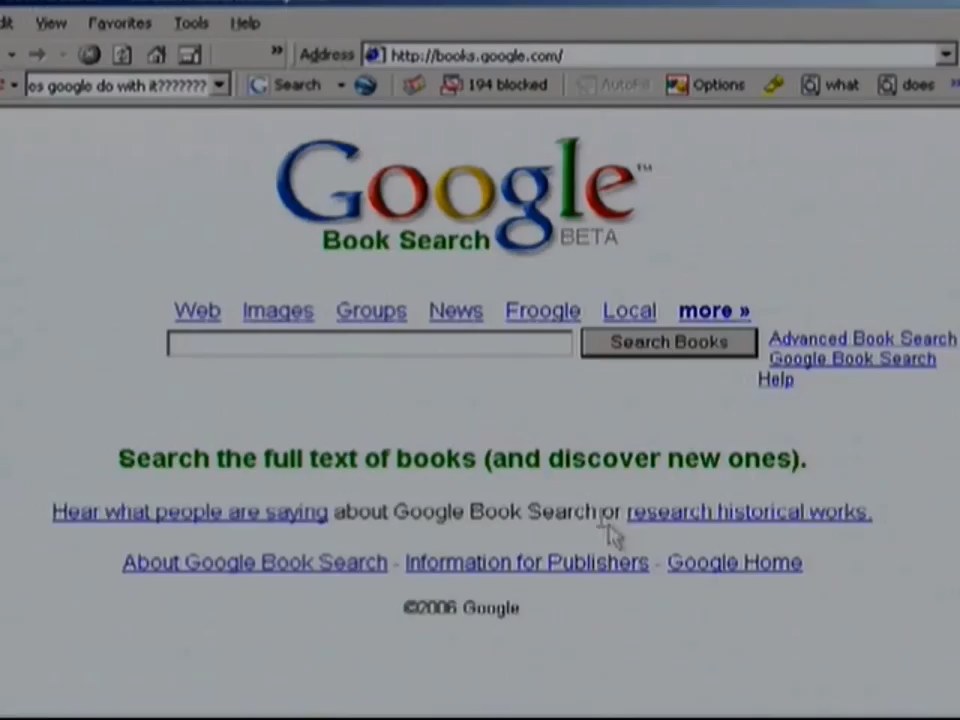 View Favorites Tools Help
Address http://books.google.com/
os google do with it??????? Search 194 blocked AutoFill Options what does
Google™
Book Search BETA
Web Images Groups News Froogle Local more »
Search Books
Advanced Book Search
Google Book Search
Help
Search the full text of books (and discover new ones).
Hear what people are saying about Google Book Search or research historical works.
About Google Book Search - Information for Publishers - Google Home
©2006 Google